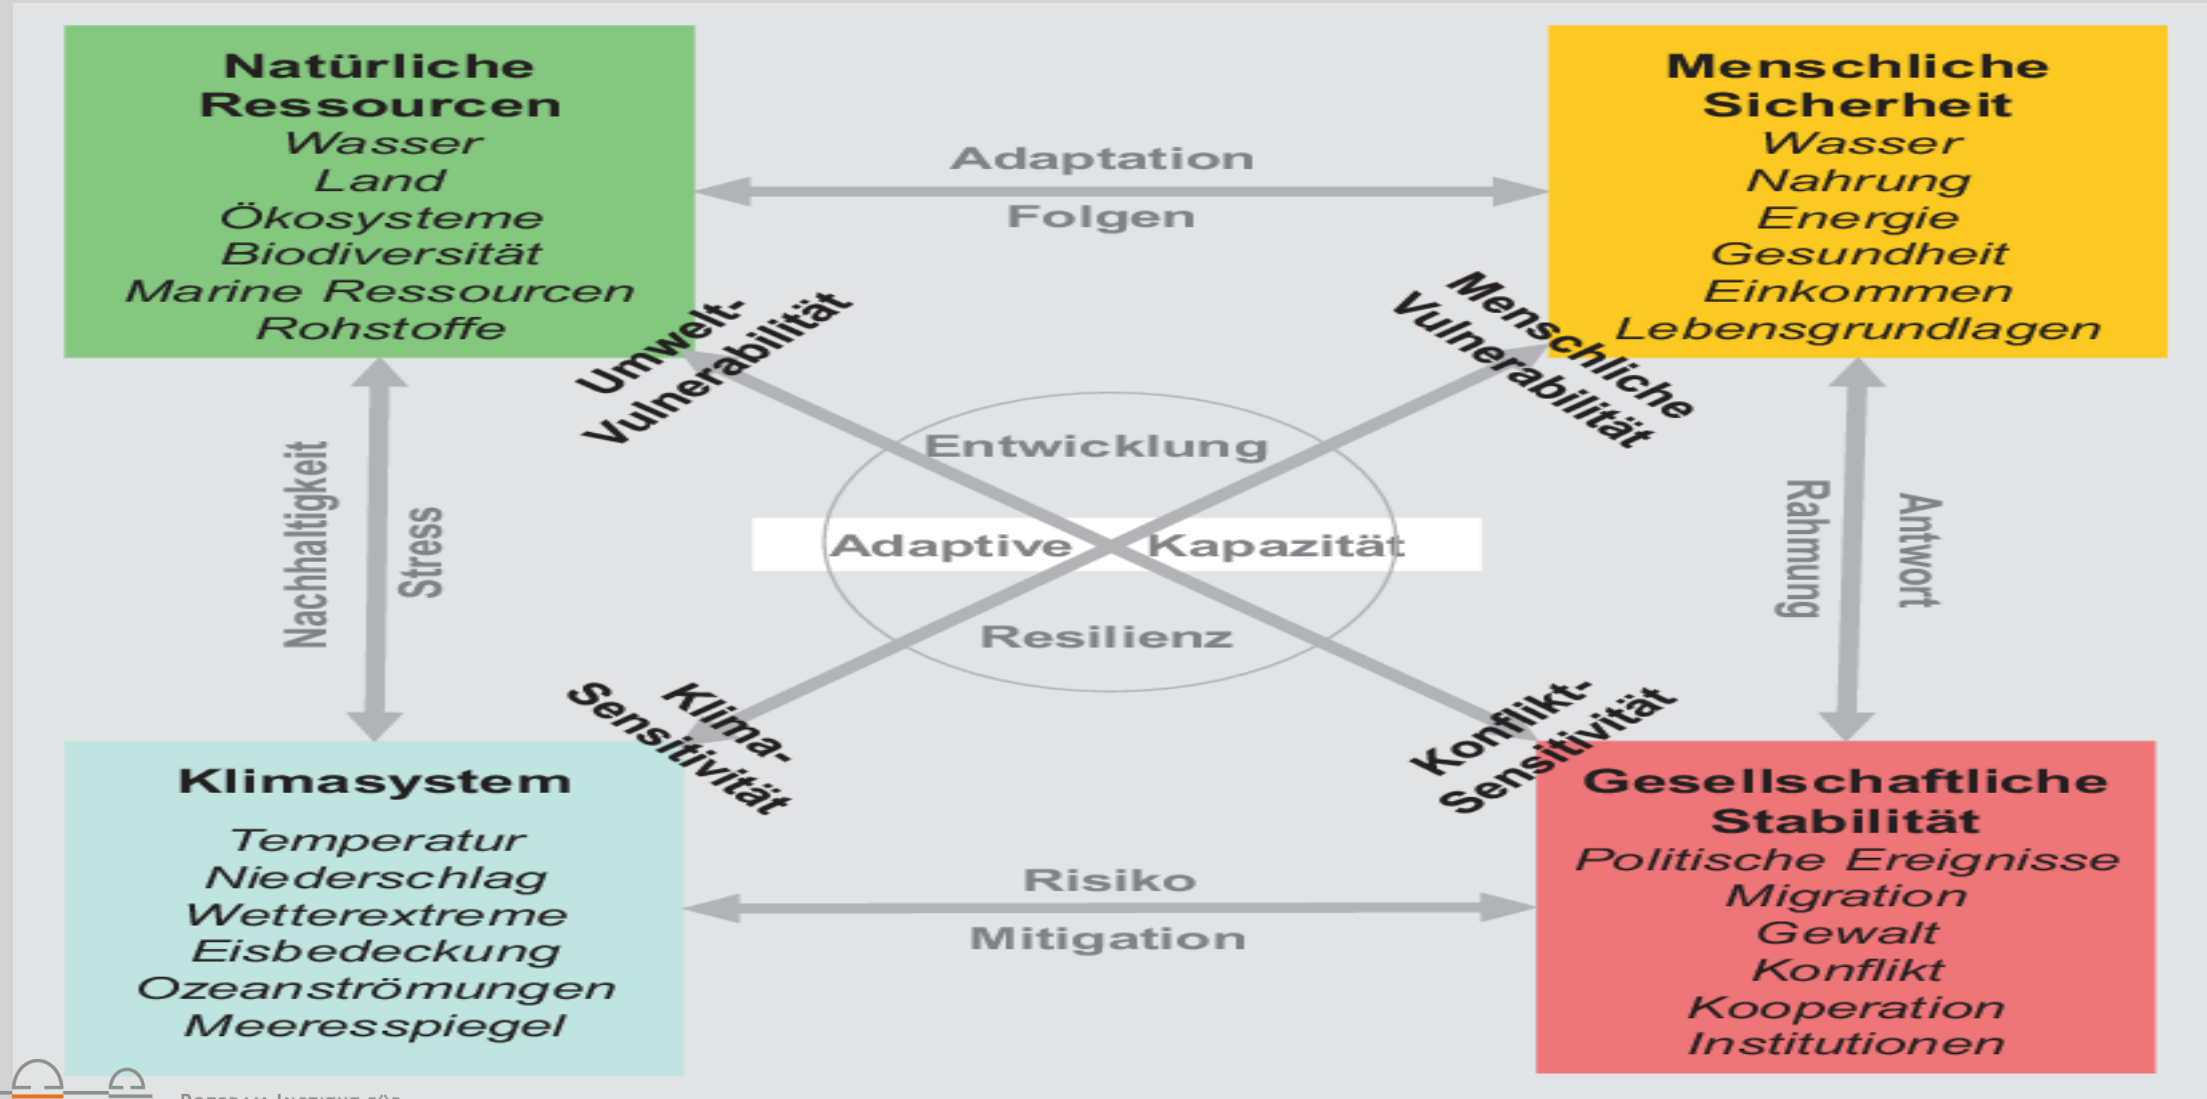 Natürliche
Ressourcen
Wasser
Land
Ökosysteme
Biodiversität
Marine Ressourcen
Rohstoffe
Adaptation
Folgen
Menschliche
Sicherheit
Wasser
Nahrung
Energie
Gesundheit
Einkommen
Lebensgrundlagen
Umwelt-
Vulnerabilität
Menschliche
Vulnerabilität
Nachhaltigkeit
Stress
Entwicklung
Adaptive Kapazität
Resilienz
Rahmung
Antwort
Klima-
Sensitivität
Konflikt-
Sensitivität
Klimasystem
Temperatur
Niederschlag
Wetterextreme
Eisbedeckung
Ozeanströmungen
Meeresspiegel
Risiko
Mitigation
Gesellschaftliche
Stabilität
Politische Ereignisse
Migration
Gewalt
Konflikt
Kooperation
Institutionen